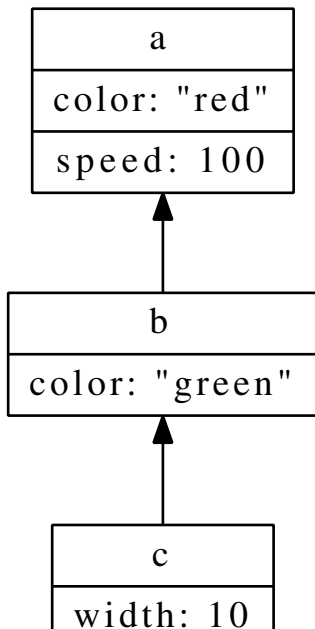 a
color: "red"
speed: 100
b
color: "green"
c
width: 10